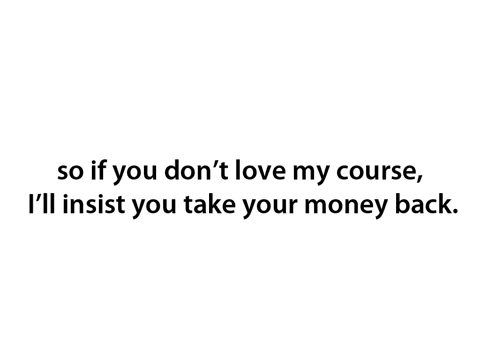 so if you don’t love my course,
I’ll insist you take your money back.